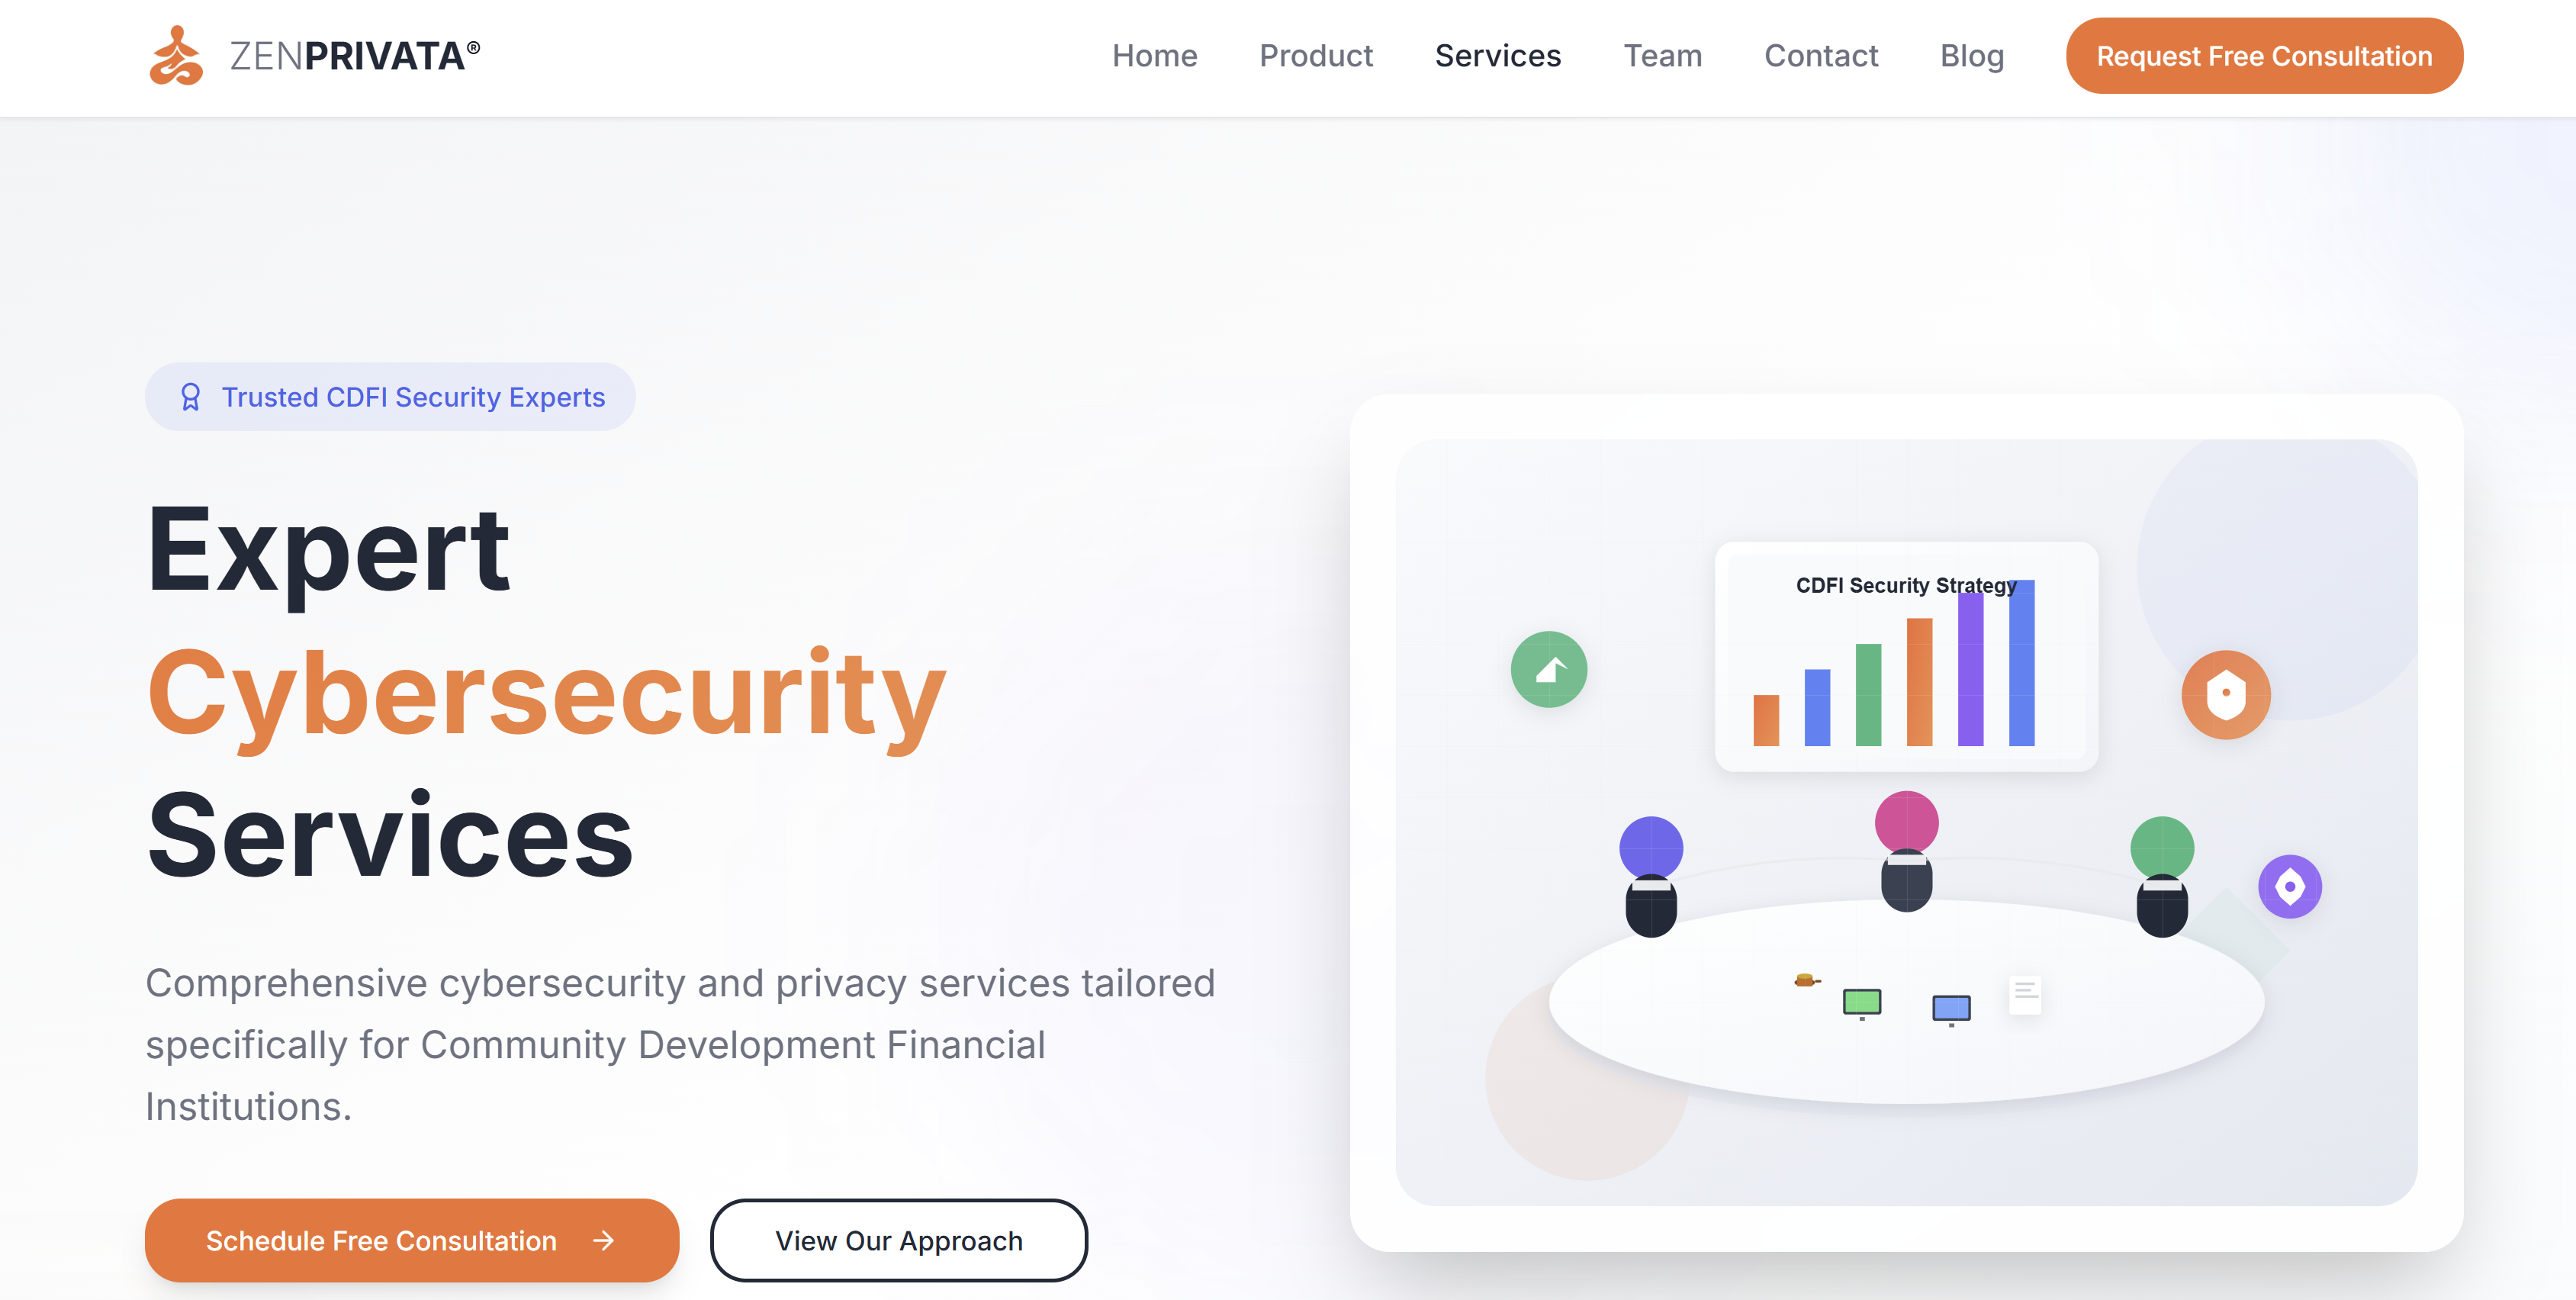 ZENPRIVATA®
Home
Product
Services
Team
Contact
Blog
Request Free Consultation
Trusted CDFI Security Experts
Expert
Cybersecurity
Services
Comprehensive cybersecurity and privacy services tailored
specifically for Community Development Financial
Institutions.
Schedule Free Consultation
View Our Approach
CDFI Security Strategy